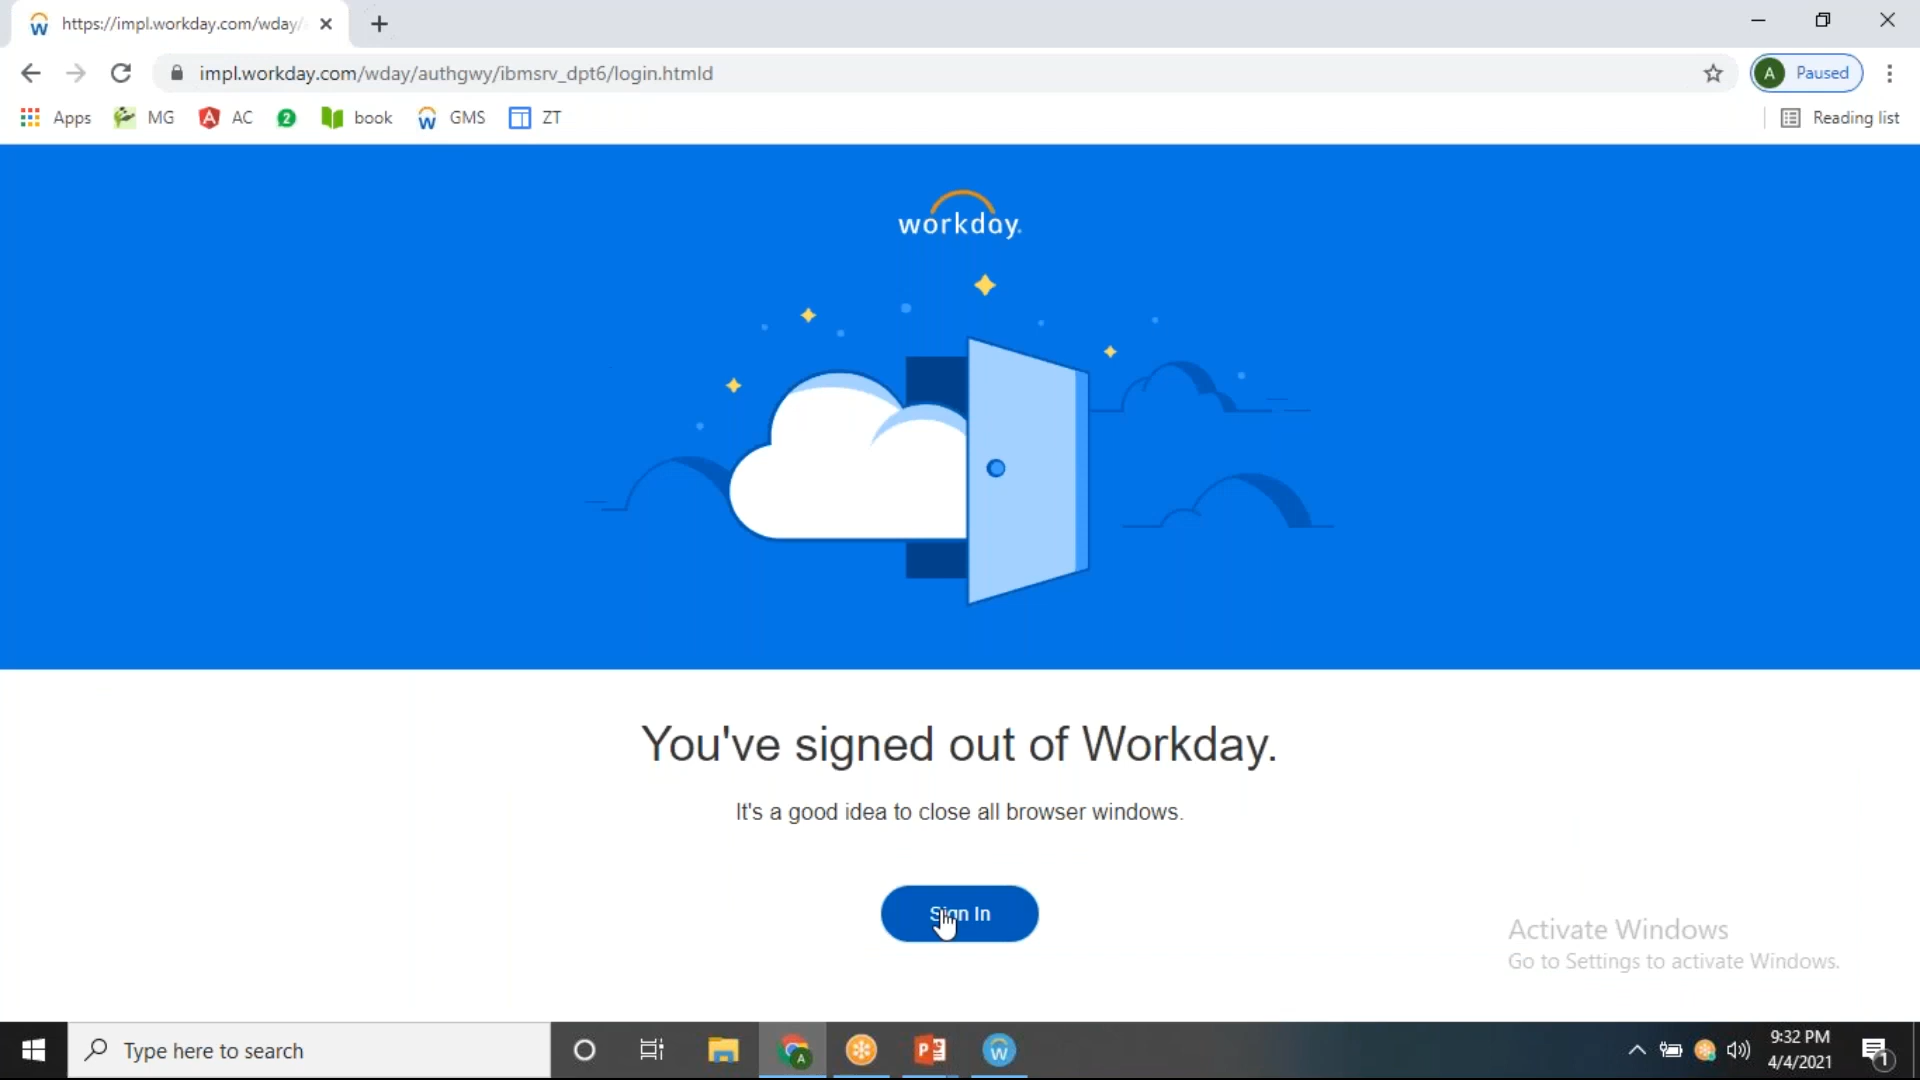 https://impl.workday.com/wday/
impl.workday.com/wday/authgwy/ibmsrv_dpt6/login.htmld
A
Paused
Apps
MG
AC
2
book
GMS
ZT
Reading list
workday.
You've signed out of Workday.
It's a good idea to close all browser windows.
Sign In
Activate Windows
Go to Settings to activate Windows.
Type here to search
9:32 PM
4/4/2021
1